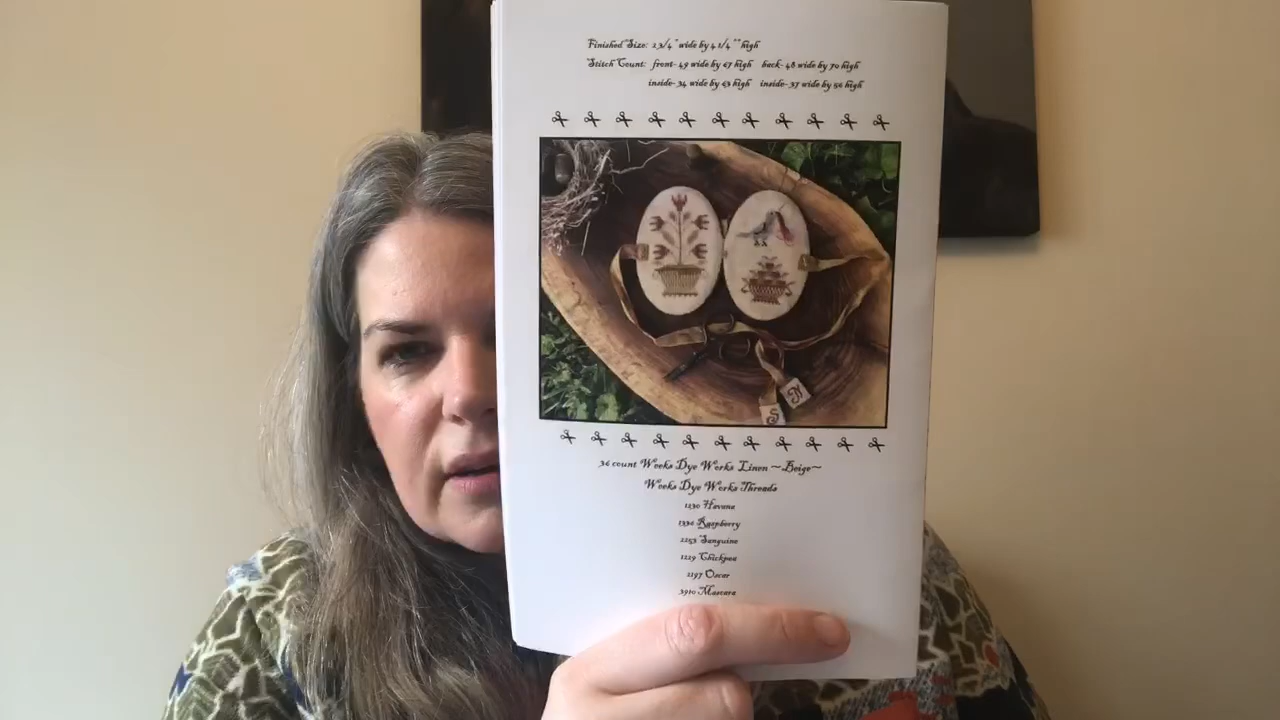 Finished Size: 2 3/4" wide by 4 1/4" high
Stitch Count: front- 49 wide by 67 high back- 48 wide by 70 high
inside- 34 wide by 63 high inside- 37 wide by 50 high
36 count Weeks Dye Works Linen ~Beige~
Weeks Dye Works Threads
1230 Havana
1336 Raspberry
2253 Sanguine
1229 Chickpea
2197 Oscar
3910 Mascara
S N